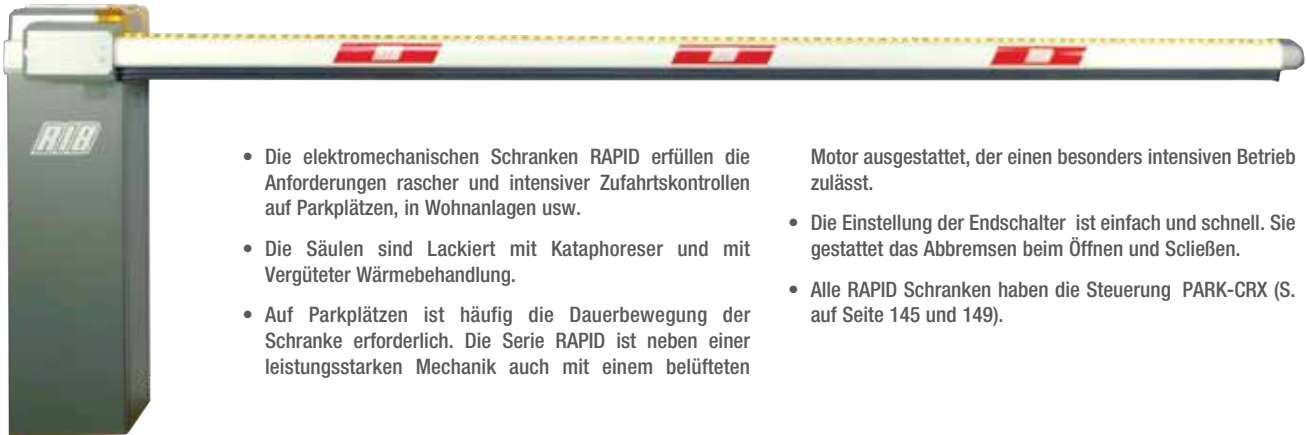 RIB
• Die elektromechanischen Schranken RAPID erfüllen die
Anforderungen rascher und intensiver Zufahrtskontrollen
auf Parkplätzen, in Wohnanlagen usw.
• Die Säulen sind Lackiert mit Kataphoreser und mit
Vergüteter Wärmebehandlung.
• Auf Parkplätzen ist häufig die Dauerbewegung der
Schranke erforderlich. Die Serie RAPID ist neben einer
leistungsstarken Mechanik auch mit einem belüfteten
Motor ausgestattet, der einen besonders intensiven Betrieb
zulässt.
• Die Einstellung der Endschalter ist einfach und schnell. Sie
gestattet das Abbremsen beim Öffnen und Scließen.
• Alle RAPID Schranken haben die Steuerung PARK-CRX (S.
auf Seite 145 und 149).